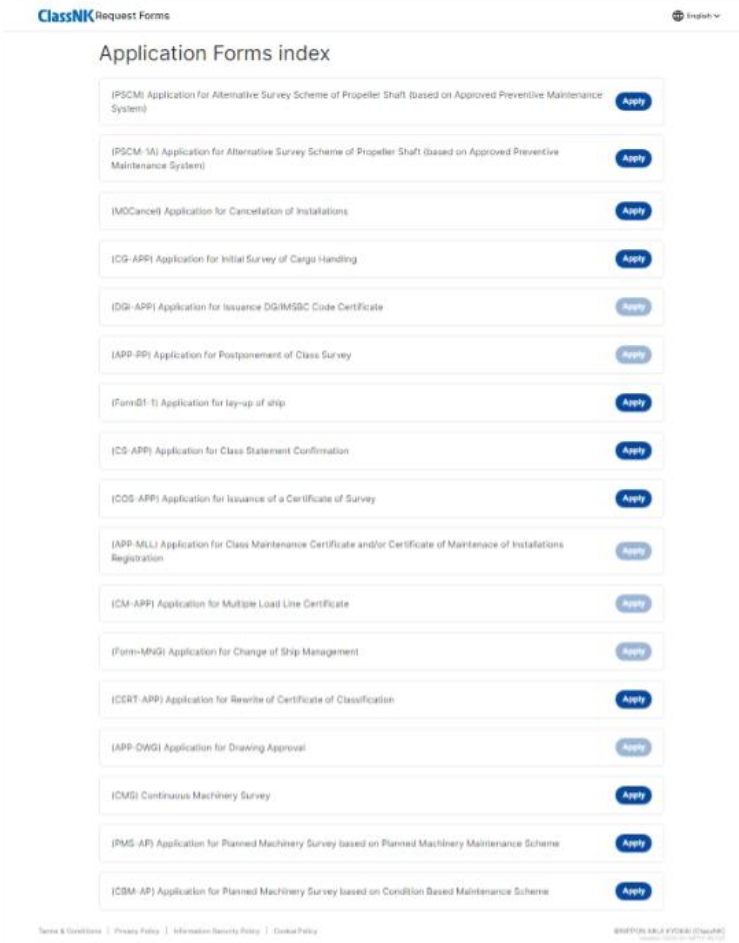 ClassNK Request Forms
English
Application Forms index
(PSCM) Application for Alternative Survey Scheme of Propeller Shaft (based on Approved Preventive Maintenance
System)
Apply
(PSCM-1A) Application for Alternative Survey Scheme of Propeller Shaft (based on Approved Preventive
Maintenance System)
Apply
(MOCancel) Application for Cancellation of Installations
Apply
(CG-APP) Application for Initial Survey of Cargo Handling
Apply
(DGI-APP) Application for Issuance DG/IMSBC Code Certificate
Apply
(APP-PP) Application for Postponement of Class Survey
Apply
(FormB1-1) Application for lay-up of ship
Apply
(CS-APP) Application for Class Statement Confirmation
Apply
(COS-APP) Application for Issuance of a Certificate of Survey
Apply
(APP-MLL) Application for Class Maintenance Certificate and/or Certificate of Maintenace of Installations
Registration
Apply
(CM-APP) Application for Multiple Load Line Certificate
Apply
(Form-MNG) Application for Change of Ship Management
Apply
(CERT-APP) Application for Rewrite of Certificate of Classification
Apply
(APP-DWG) Application for Drawing Approval
Apply
(CMS) Continuous Machinery Survey
Apply
(PMS-AP) Application for Planned Machinery Survey based on Planned Machinery Maintenance Scheme
Apply
(CBM-AP) Application for Planned Machinery Survey based on Condition Based Maintenance Scheme
Apply
Terms & Conditions | Privacy Policy | Information Security Policy | Cookie Policy
NIPPON KAIJI KYOKAI (ClassNK)